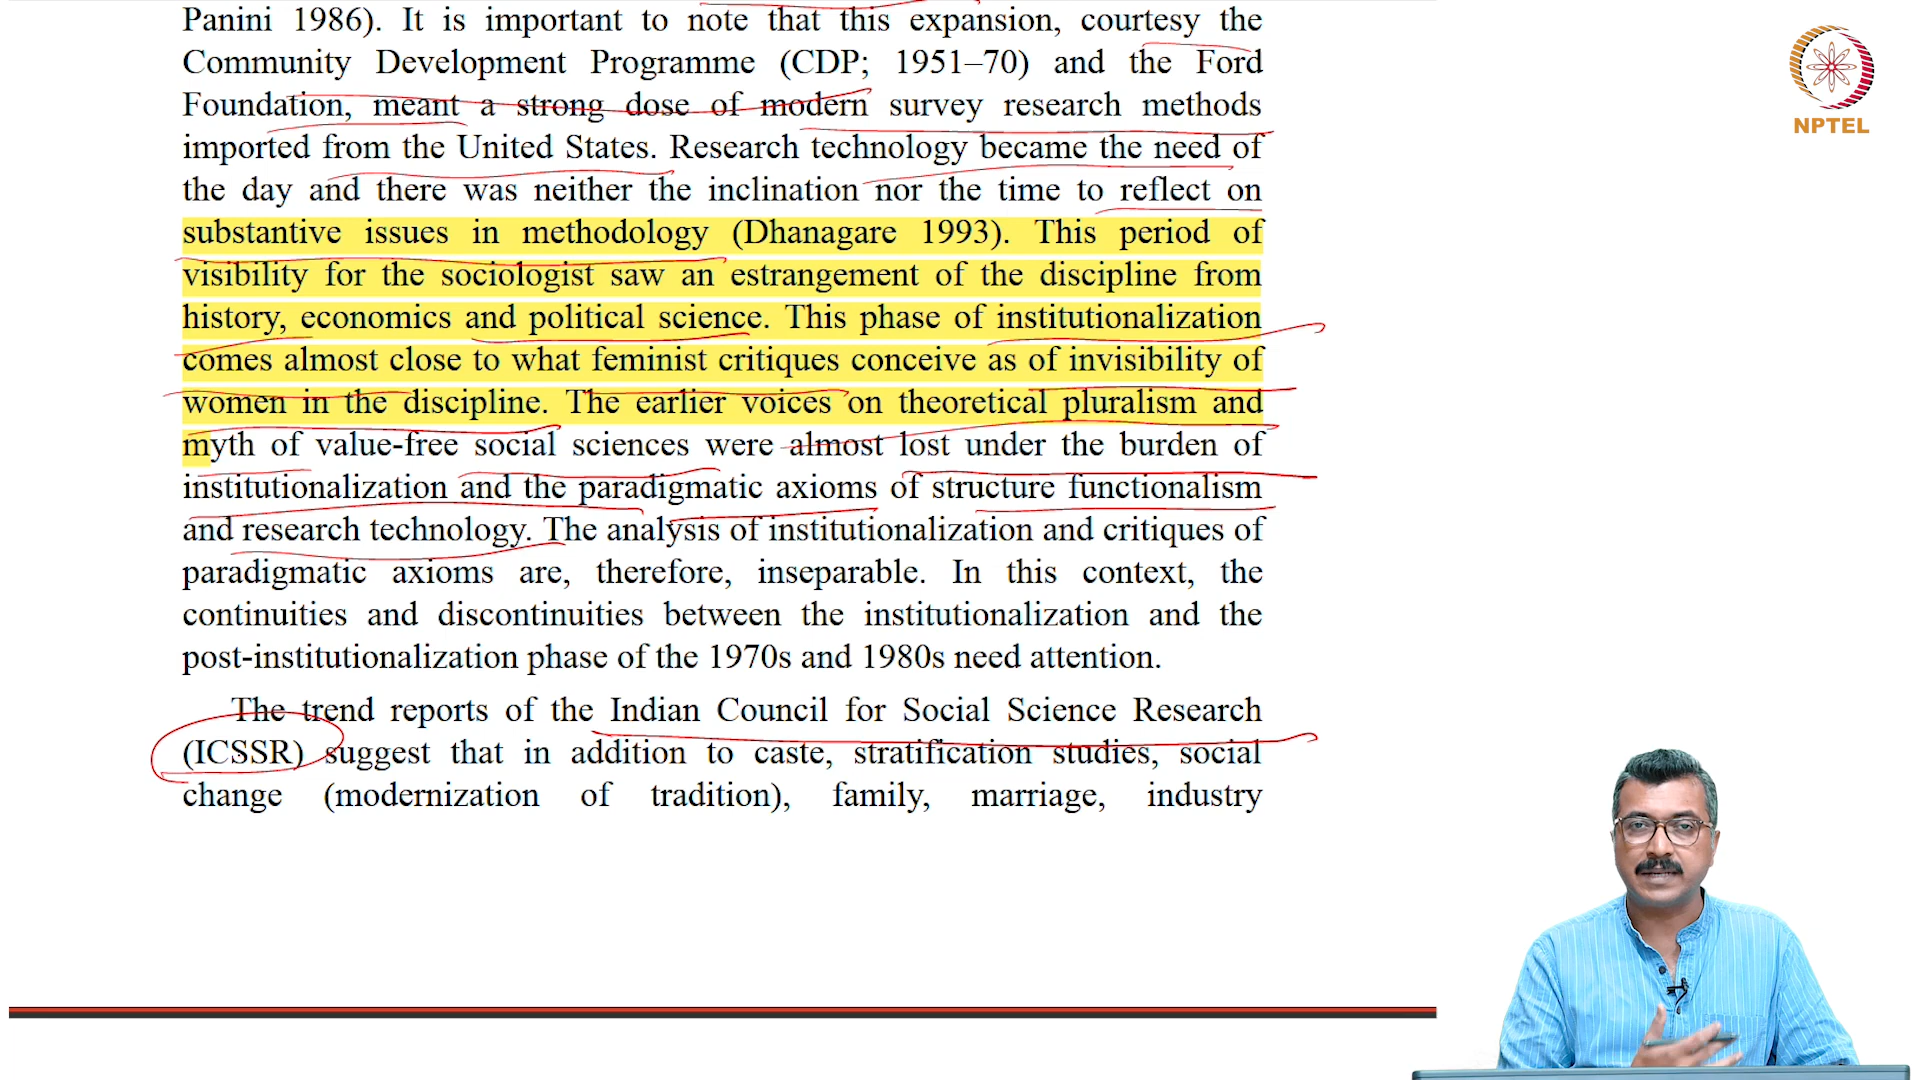 Panini 1986). It is important to note that this expansion, courtesy the
Community Development Programme (CDP; 1951–70) and the Ford
Foundation, meant a strong dose of modern survey research methods
imported from the United States. Research technology became the need of
the day and there was neither the inclination nor the time to reflect on
substantive issues in methodology (Dhanagare 1993). This period of
visibility for the sociologist saw an estrangement of the discipline from
history, economics and political science. This phase of institutionalization
comes almost close to what feminist critiques conceive as of invisibility of
women in the discipline. The earlier voices on theoretical pluralism and
myth of value-free social sciences were almost lost under the burden of
institutionalization and the paradigmatic axioms of structure functionalism
and research technology. The analysis of institutionalization and critiques of
paradigmatic axioms are, therefore, inseparable. In this context, the
continuities and discontinuities between the institutionalization and the
post-institutionalization phase of the 1970s and 1980s need attention.
The trend reports of the Indian Council for Social Science Research
(ICSSR) suggest that in addition to caste, stratification studies, social
change (modernization of tradition), family, marriage, industry
NPTEL